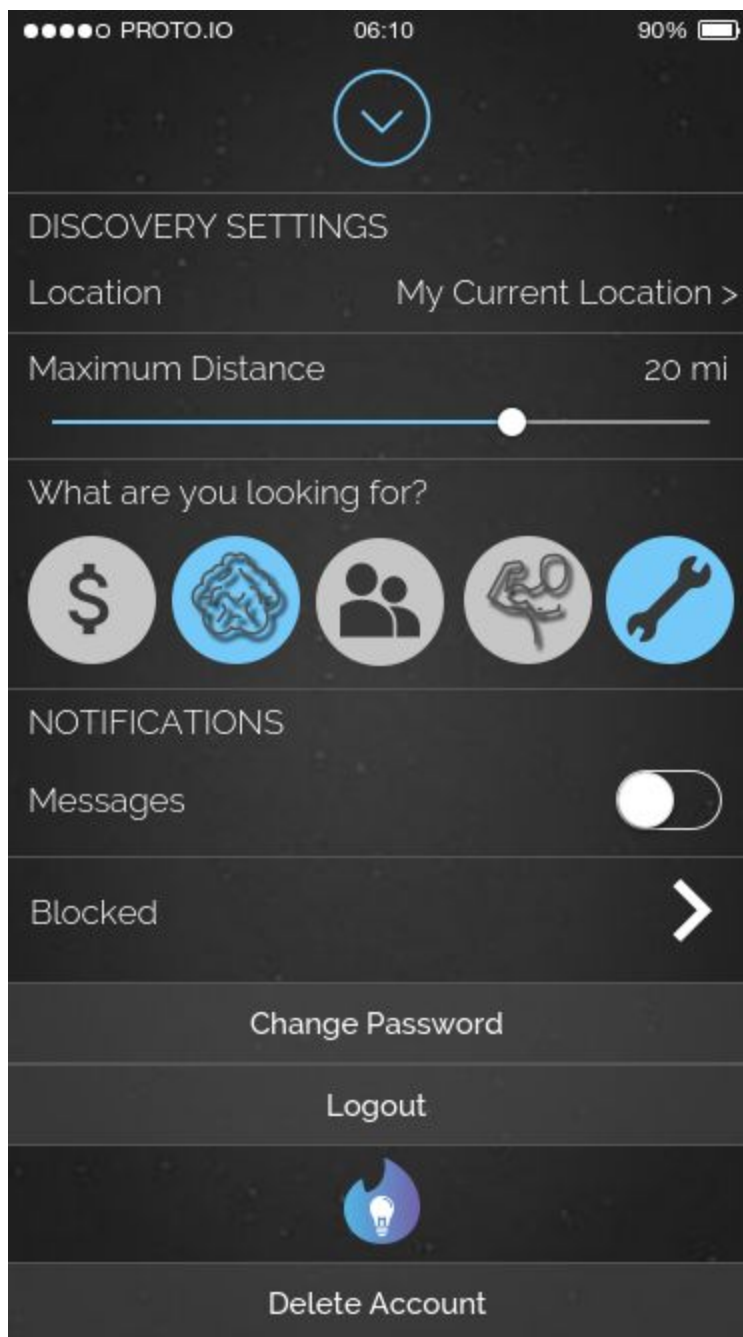 PROTO.IO 06:10 90%
DISCOVERY SETTINGS
Location My Current Location >
Maximum Distance 20 mi
What are you looking for?
$
NOTIFICATIONS
Messages
Blocked
Change Password
Logout
Delete Account